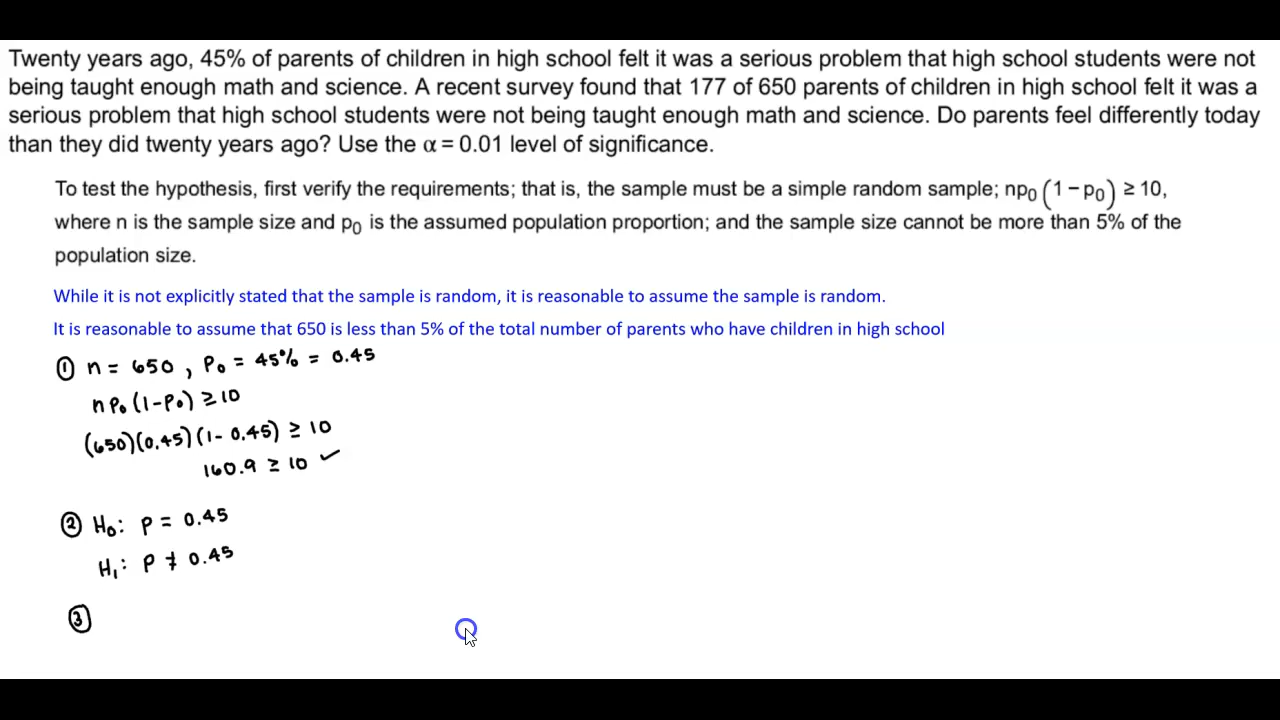 Twenty years ago, 45% of parents of children in high school felt it was a serious problem that high school students were not
being taught enough math and science. A recent survey found that 177 of 650 parents of children in high school felt it was a
serious problem that high school students were not being taught enough math and science. Do parents feel differently today
than they did twenty years ago? Use the α = 0.01 level of significance.
To test the hypothesis, first verify the requirements; that is, the sample must be a simple random sample; np₀(1 − p₀) ≥ 10,
where n is the sample size and p₀ is the assumed population proportion; and the sample size cannot be more than 5% of the
population size.
While it is not explicitly stated that the sample is random, it is reasonable to assume the sample is random.
It is reasonable to assume that 650 is less than 5% of the total number of parents who have children in high school
① n = 650, P₀ = 45% = 0.45
nP₀(1-P₀) ≥ 10
(650)(0.45)(1-0.45) ≥ 10
160.9 ≥ 10 ✓
② H₀: P = 0.45
H₁: P ≠ 0.45
③